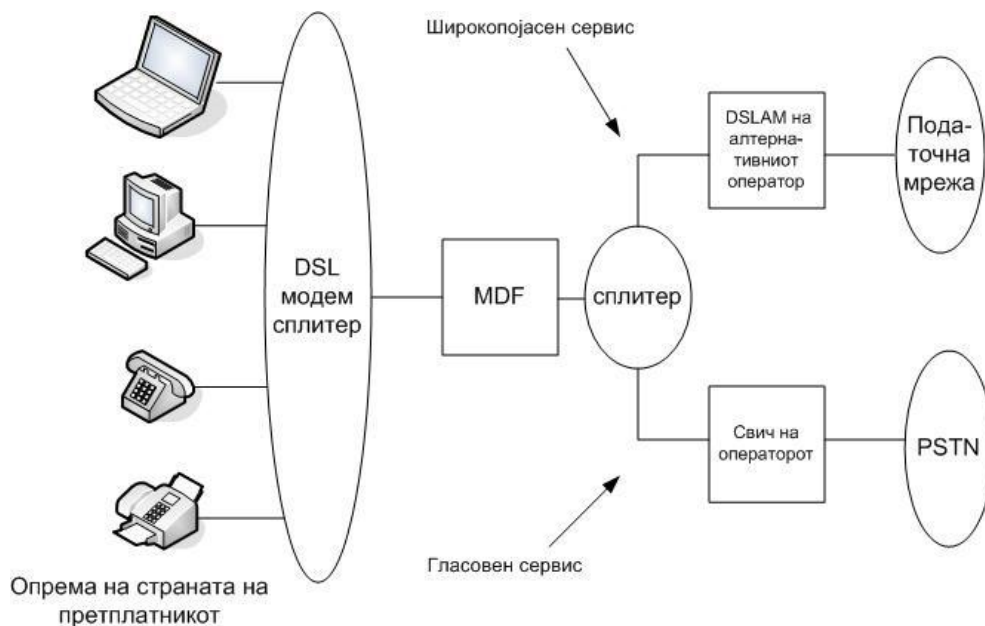 Широкопојасен сервис
DSLAM на
алтерна-
тивниот
оператор
Пода-
точна
мрежа
DSL
модем
сплитер
MDF
сплитер
Свич на
операторот
PSTN
Гласовен сервис
Опрема на страната на
претплатникот